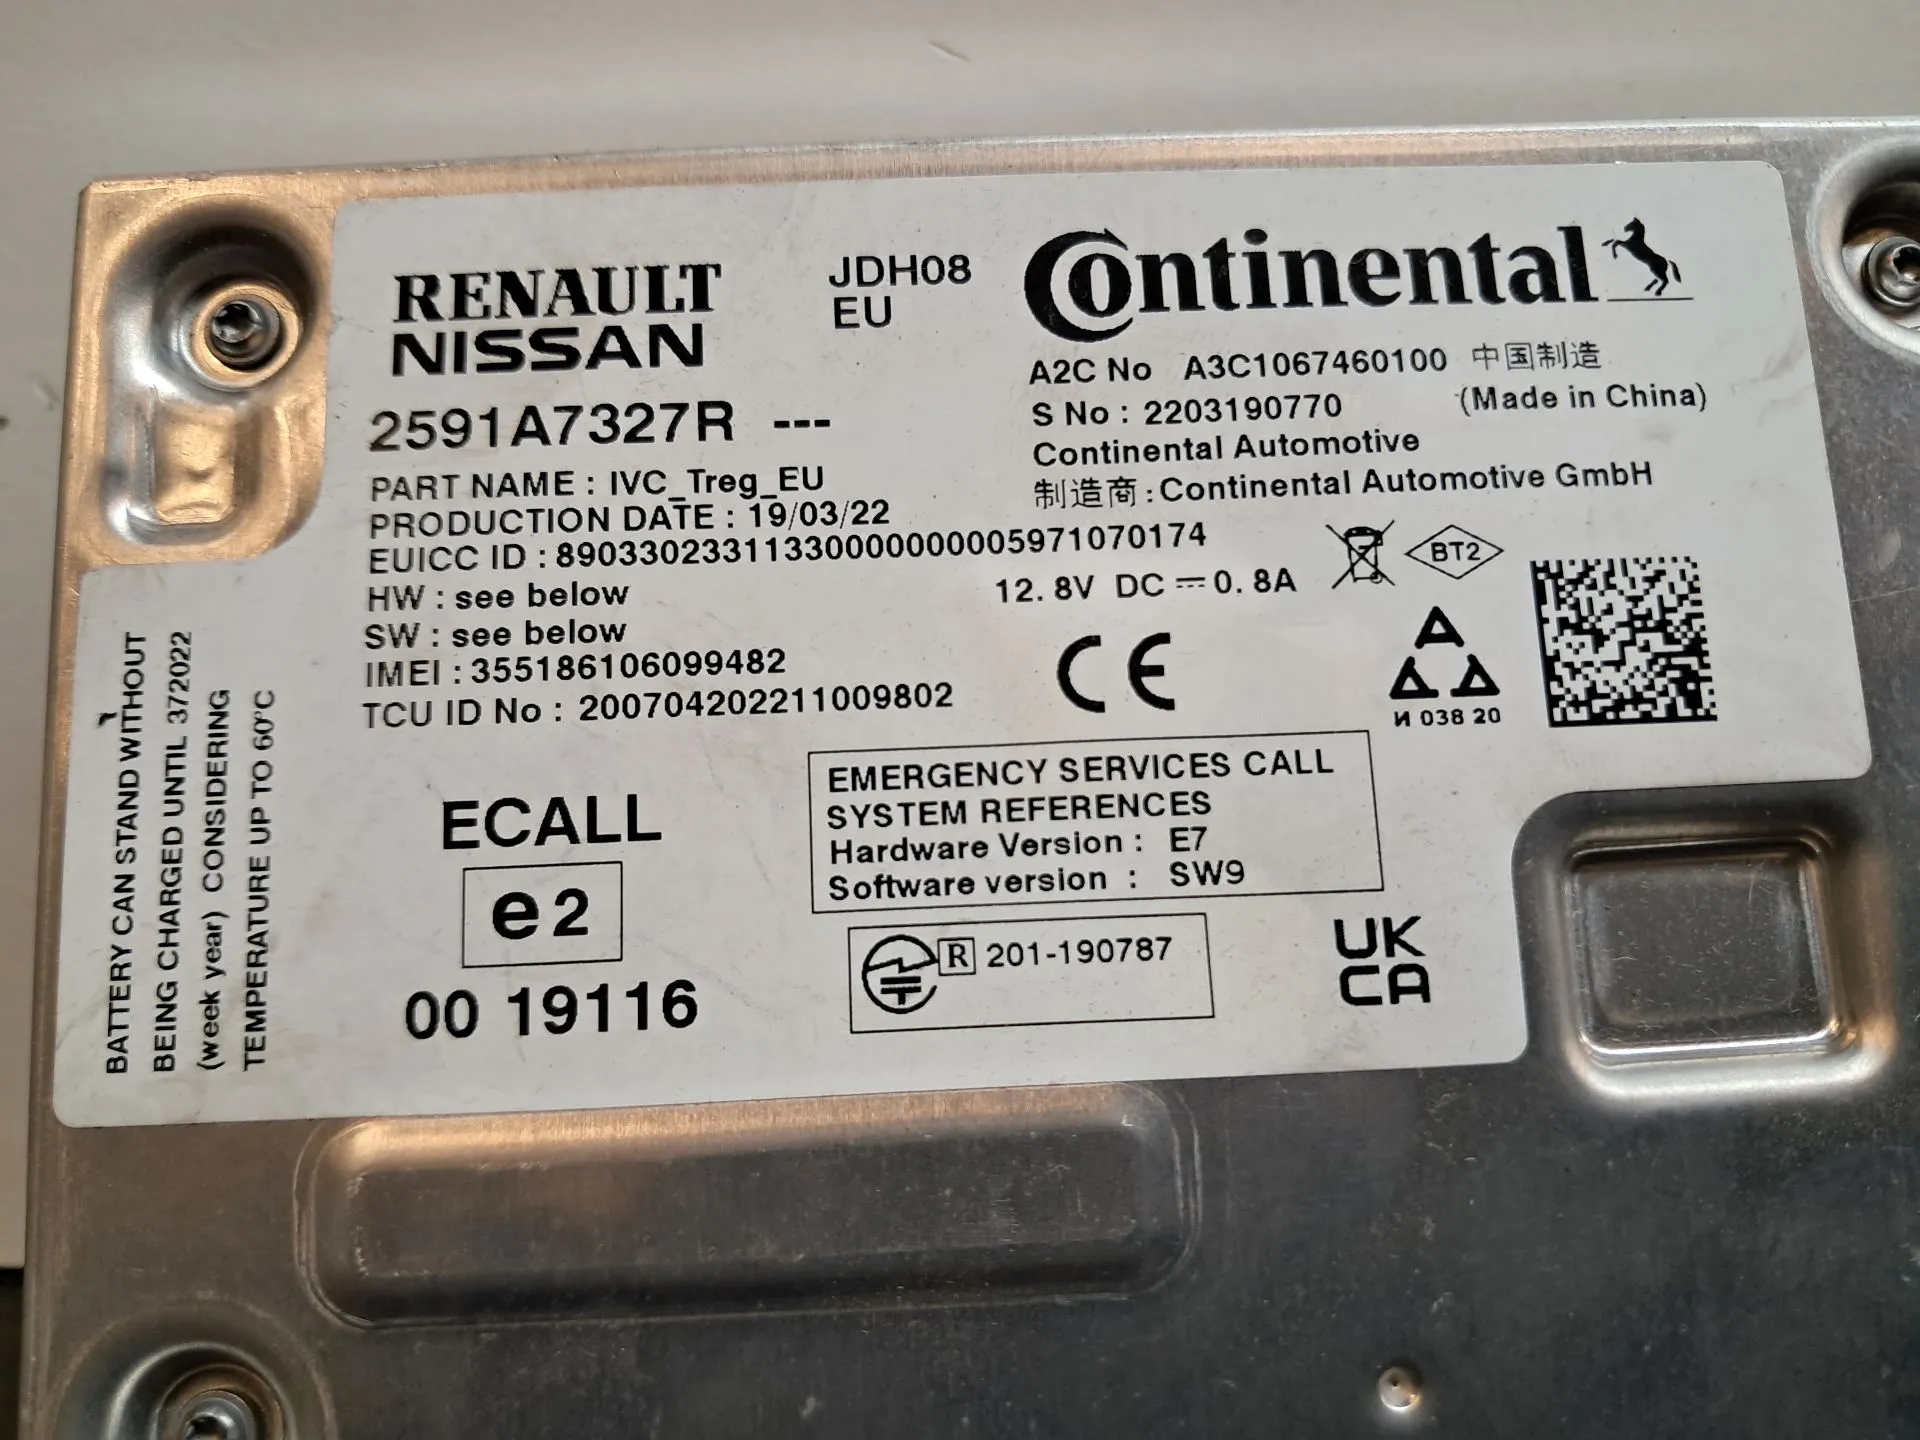 RENAULT
NISSAN
JDH08
EU
Continental
2591A7327R ---
A2C No A3C1067460100 中国制造
S No : 2203190770 (Made in China)
Continental Automotive
制造商 : Continental Automotive GmbH
PART NAME : IVC_Treg_EU
PRODUCTION DATE : 19/03/22
EUICC ID : 89033023311330000000005971070174
HW : see below
SW : see below
IMEI : 355186106099482
TCU ID No : 200704202211009802
12.8V DC 0.8A
BT2
CE
И 038 20
BATTERY CAN STAND WITHOUT
BEING CHARGED UNTIL 372022
(week year) CONSIDERING
TEMPERATURE UP TO 60°C
ECALL
e2
00 19116
EMERGENCY SERVICES CALL
SYSTEM REFERENCES
Hardware Version : E7
Software version : SW9
R 201-190787
UK
CA